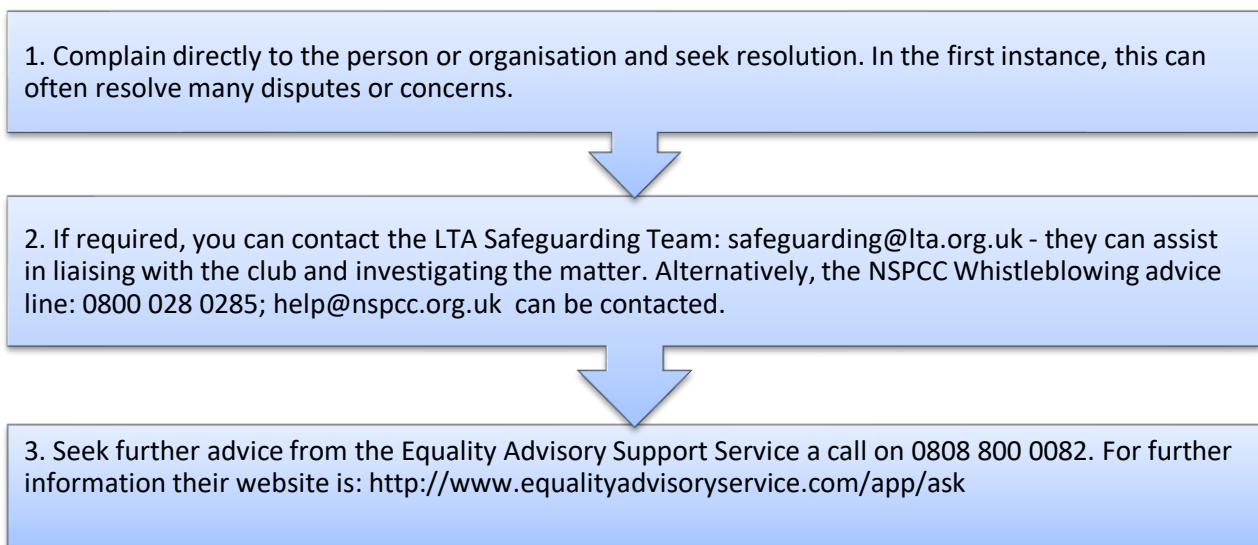 1. Complain directly to the person or organisation and seek resolution. In the first instance, this can
often resolve many disputes or concerns.
2. If required, you can contact the LTA Safeguarding Team: safeguarding@lta.org.uk - they can assist
in liaising with the club and investigating the matter. Alternatively, the NSPCC Whistleblowing advice
line: 0800 028 0285; help@nspcc.org.uk  can be contacted.
3. Seek further advice from the Equality Advisory Support Service a call on 0808 800 0082. For further
information their website is: http://www.equalityadvisoryservice.com/app/ask